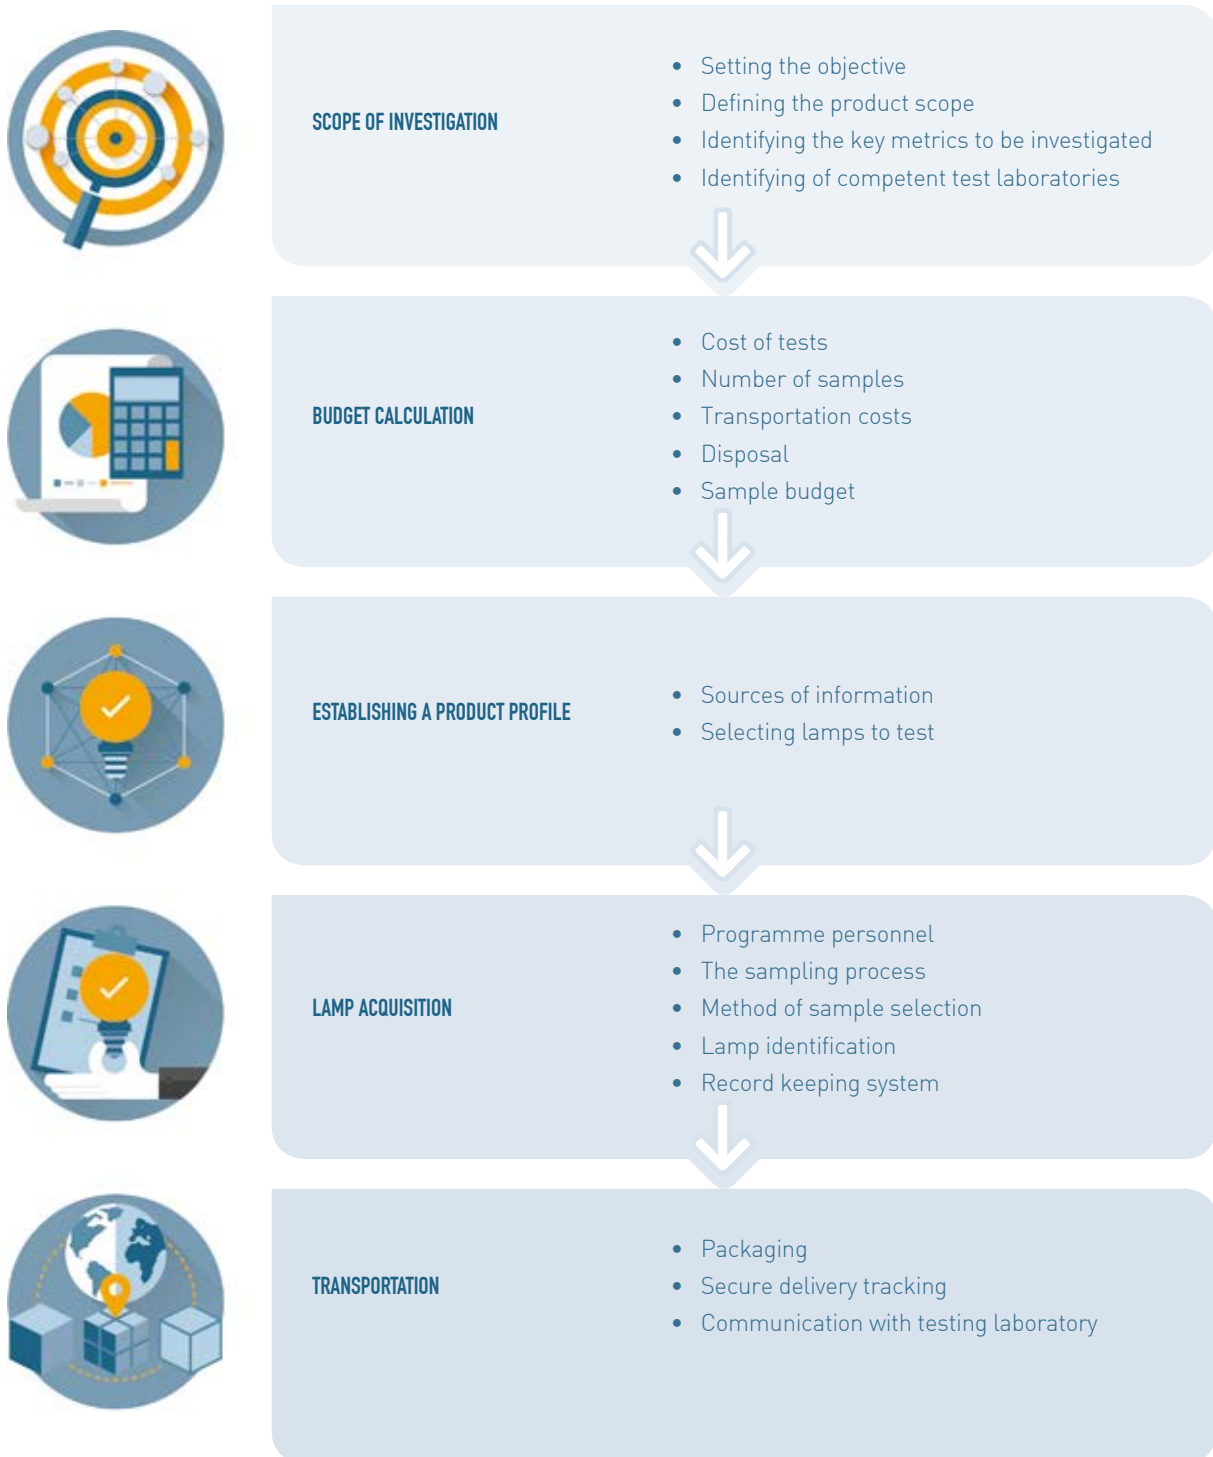 SCOPE OF INVESTIGATION
• Setting the objective
• Defining the product scope
• Identifying the key metrics to be investigated
• Identifying of competent test laboratories
BUDGET CALCULATION
• Cost of tests
• Number of samples
• Transportation costs
• Disposal
• Sample budget
ESTABLISHING A PRODUCT PROFILE
• Sources of information
• Selecting lamps to test
LAMP ACQUISITION
• Programme personnel
• The sampling process
• Method of sample selection
• Lamp identification
• Record keeping system
TRANSPORTATION
• Packaging
• Secure delivery tracking
• Communication with testing laboratory